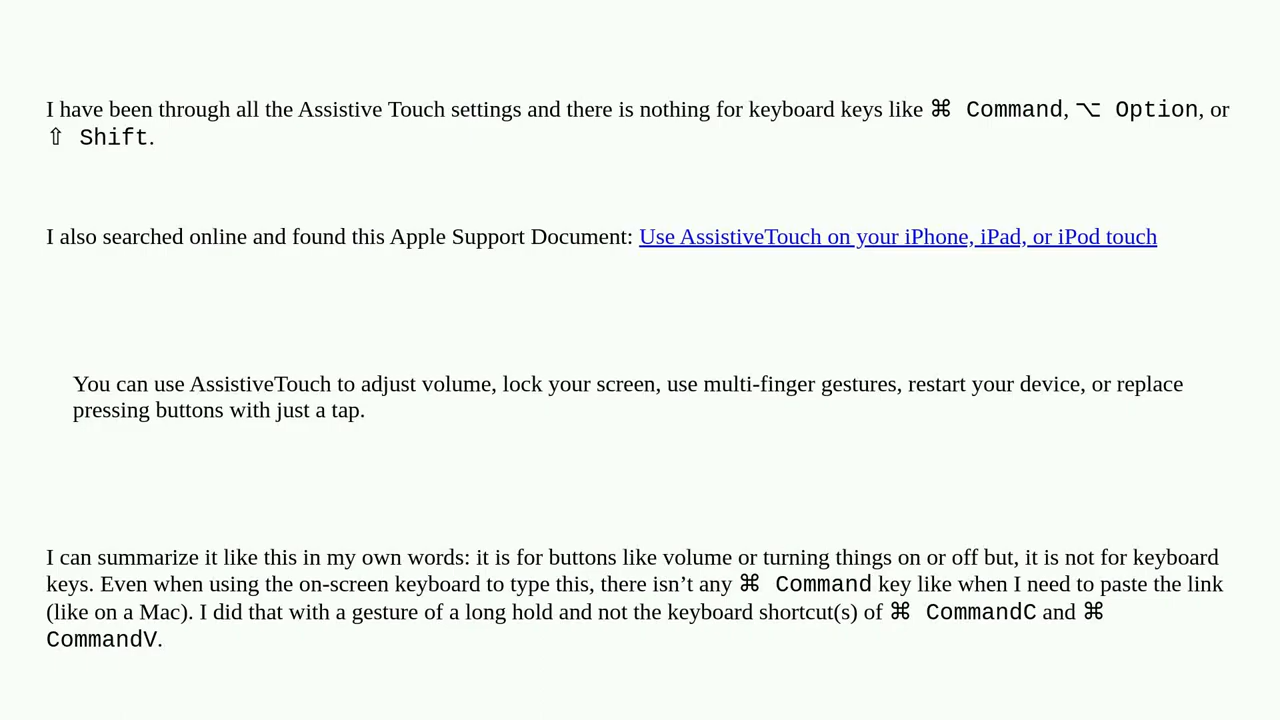 I have been through all the Assistive Touch settings and there is nothing for keyboard keys like ⌘ Command, ⌥ Option, or
⇧ Shift.
I also searched online and found this Apple Support Document: Use AssistiveTouch on your iPhone, iPad, or iPod touch
You can use AssistiveTouch to adjust volume, lock your screen, use multi-finger gestures, restart your device, or replace
pressing buttons with just a tap.
I can summarize it like this in my own words: it is for buttons like volume or turning things on or off but, it is not for keyboard
keys. Even when using the on-screen keyboard to type this, there isn’t any ⌘ Command key like when I need to paste the link
(like on a Mac). I did that with a gesture of a long hold and not the keyboard shortcut(s) of ⌘ CommandC and ⌘
CommandV.